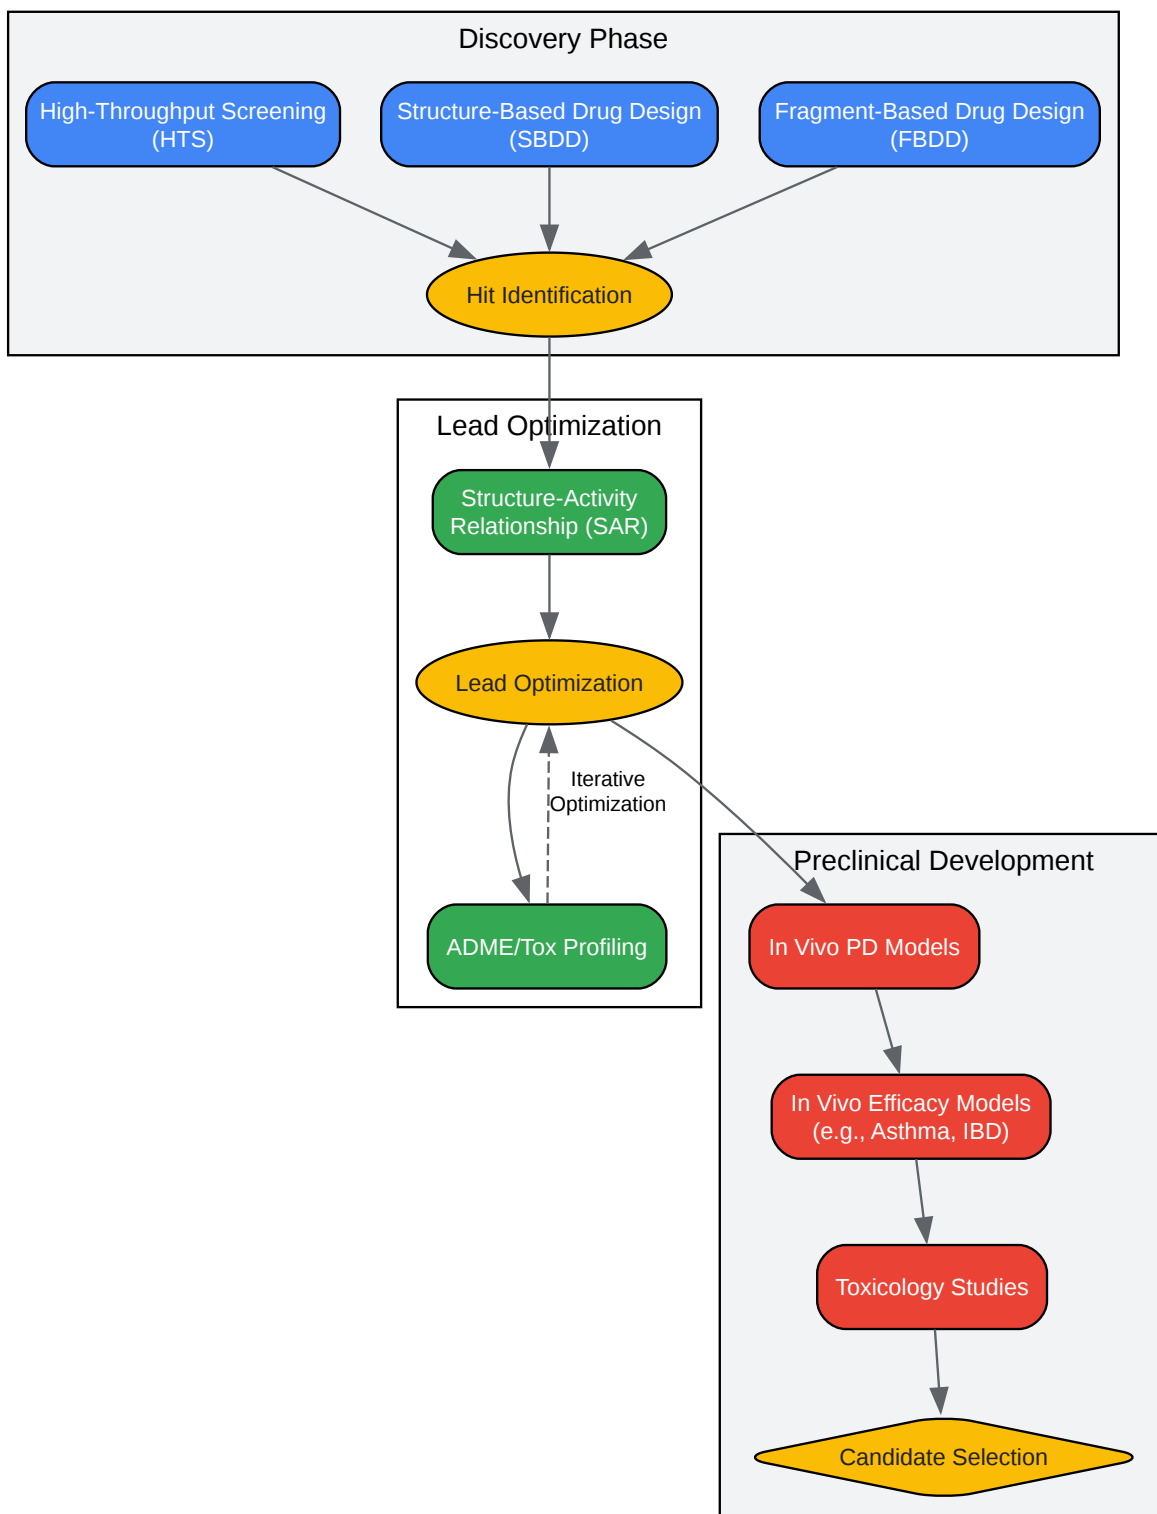 Discovery Phase
High-Throughput Screening
(HTS)
Structure-Based Drug Design
(SBDD)
Fragment-Based Drug Design
(FBDD)
Hit Identification
Lead Optimization
Structure-Activity
Relationship (SAR)
Lead Optimization
Iterative
Optimization
ADME/Tox Profiling
Preclinical Development
In Vivo PD Models
In Vivo Efficacy Models
(e.g., Asthma, IBD)
Toxicology Studies
Candidate Selection